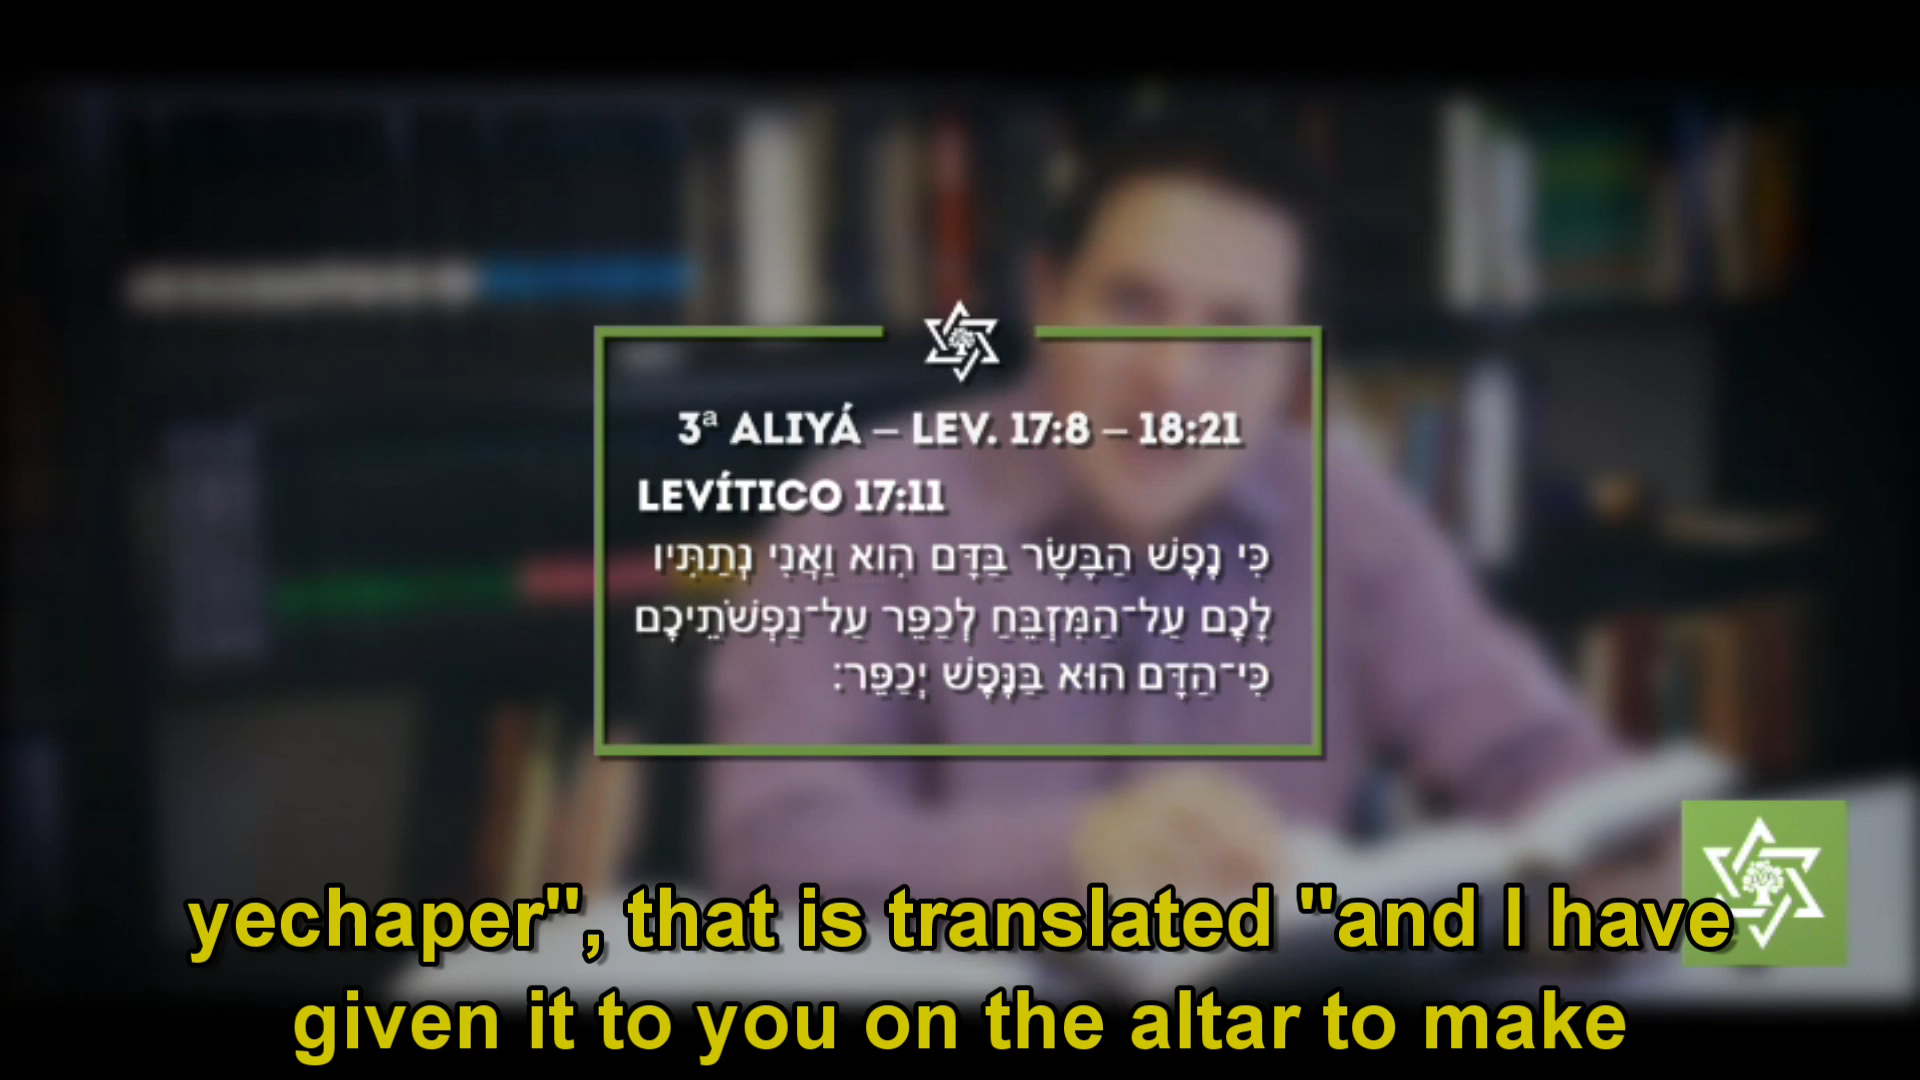 3ª ALIYÁ – LEV. 17:8 – 18:21
LEVÍTICO 17:11
כִּי נֶפֶשׁ הַבָּשָׂר בַּדָּם הִוא וַאֲנִי נְתַתִּיו
לָכֶם עַל־הַמִּזְבֵּחַ לְכַפֵּר עַל־נַפְשֹׁתֵיכֶם
כִּי־הַדָּם הוּא בַּנֶּפֶשׁ יְכַפֵּר׃
yechaper", that is translated "and I have
given it to you on the altar to make